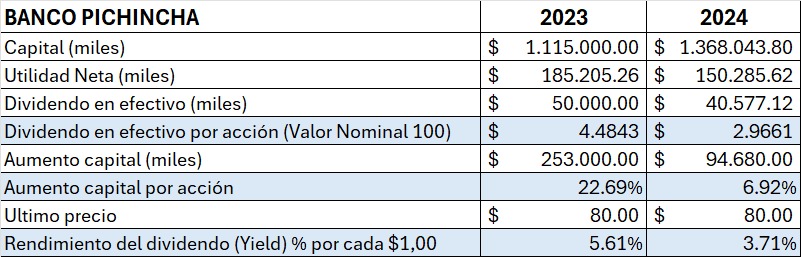 BANCO PICHINCHA 2023 2024
Capital (miles) $ 1.115.000.00 $ 1.368.043.80
Utilidad Neta (miles) $ 185.205.26 $ 150.285.62
Dividendo en efectivo (miles) $ 50.000.00 $ 40.577.12
Dividendo en efectivo por acción (Valor Nominal 100) $ 4.4843 $ 2.9661
Aumento capital (miles) $ 253.000.00 $ 94.680.00
Aumento capital por acción 22.69% 6.92%
Ultimo precio $ 80.00 $ 80.00
Rendimiento del dividendo (Yield) % por cada $1,00 5.61% 3.71%